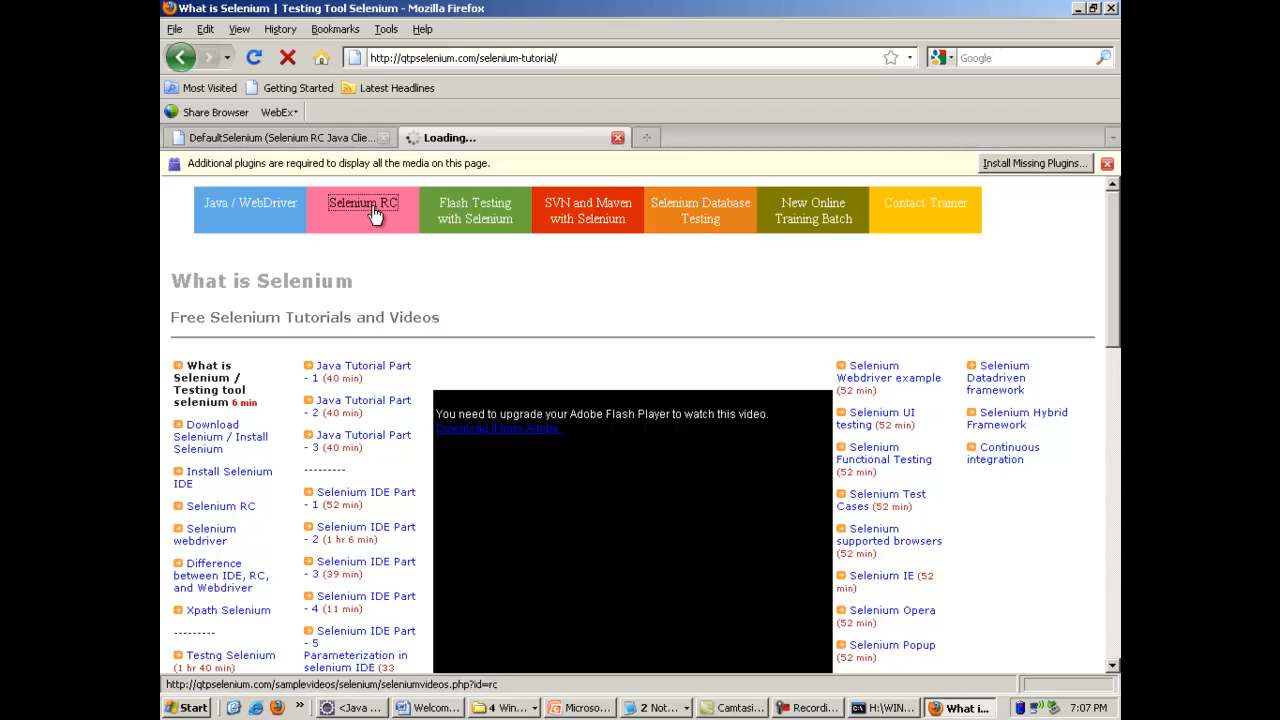 What is Selenium | Testing Tool Selenium - Mozilla Firefox
File Edit View History Bookmarks Tools Help
http://qtpselenium.com/selenium-tutorial/
Google
Most Visited Getting Started Latest Headlines
Share Browser WebEx
DefaultSelenium (Selenium RC Java Clie...
Loading...
Additional plugins are required to display all the media on this page.
Install Missing Plugins...
Java / WebDriver
Selenium RC
Flash Testing
with Selenium
SVN and Maven
with Selenium
Selenium Database
Testing
New Online
Training Batch
Contact Trainer
What is Selenium
Free Selenium Tutorials and Videos
What is
Selenium /
Testing tool
selenium 6 min
Download
Selenium / Install
Selenium
Install Selenium
IDE
Selenium RC
Selenium
webdriver
Difference
between IDE, RC,
and Webdriver
Xpath Selenium
---------
Testng Selenium
(1 hr 40 min)
Java Tutorial Part
- 1 (40 min)
Java Tutorial Part
- 2 (40 min)
Java Tutorial Part
- 3 (40 min)
---------
Selenium IDE Part
- 1 (52 min)
Selenium IDE Part
- 2 (1 hr 6 min)
Selenium IDE Part
- 3 (39 min)
Selenium IDE Part
- 4 (11 min)
Selenium IDE Part
- 5
Parameterization in
selenium IDE (33
You need to upgrade your Adobe Flash Player to watch this video.
Download it from Adobe.
Selenium
Webdriver example
(52 min)
Selenium UI
testing (52 min)
Selenium
Functional Testing
(52 min)
Selenium Test
Cases (52 min)
Selenium
supported browsers
(52 min)
Selenium IE (52
min)
Selenium Opera
(52 min)
Selenium Popup
(52 min)
Selenium
Datadriven
framework
Selenium Hybrid
Framework
Continuous
integration
http://qtpselenium.com/samplevideos/selenium/seleniumvideos.php?id=rc
Start » <Java ... Welcom... 4 Win... Microso... 2 Not... Camtasi... Recordi... H:\WIN... What i... 7:07 PM